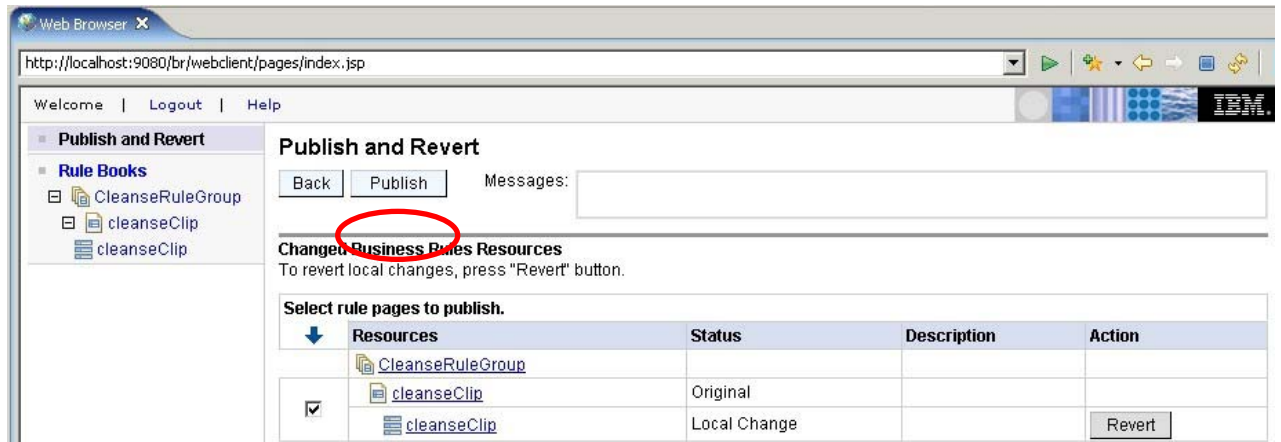 Web Browser
http://localhost:9080/br/webclient/pages/index.jsp
Welcome | Logout | Help
IBM.
Publish and Revert
Rule Books
CleanseRuleGroup
cleanseClip
cleanseClip
Publish and Revert
Back Publish Messages:
Changed Business Rules Resources
To revert local changes, press "Revert" button.
Select rule pages to publish.
Resources Status Description Action
CleanseRuleGroup
cleanseClip Original
cleanseClip Local Change Revert